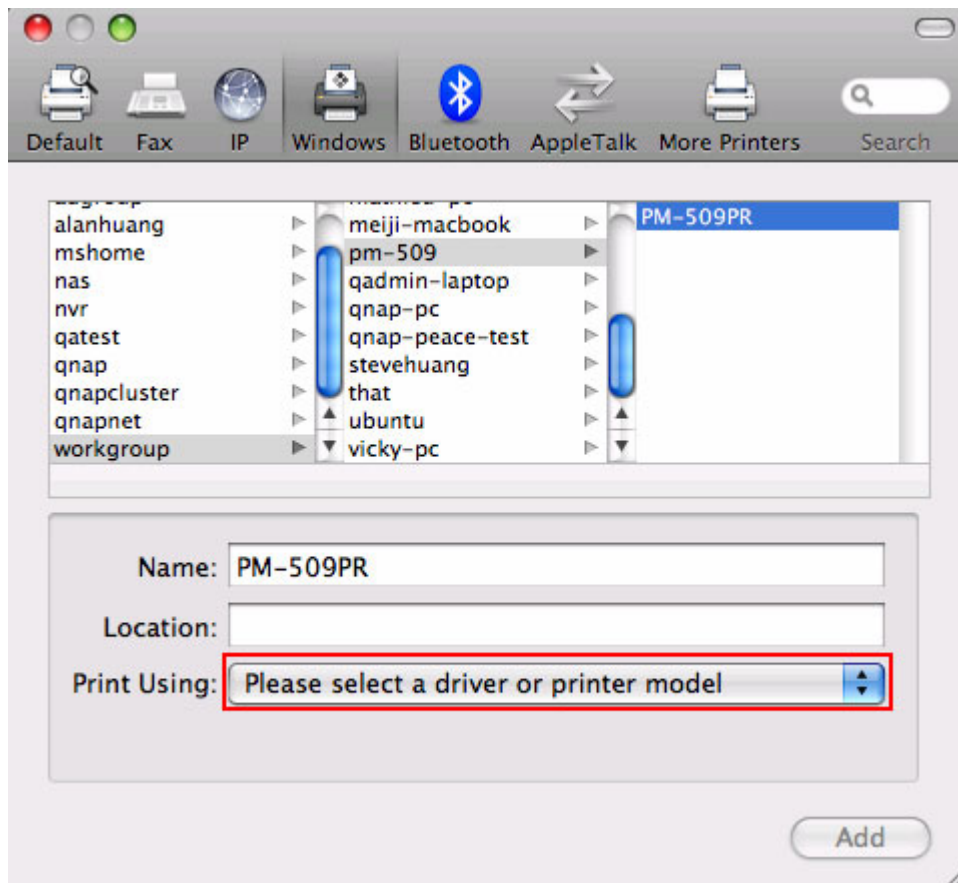 Default Fax IP Windows Bluetooth AppleTalk More Printers Search
alanhuang meiji-macbook PM-509PR
mshome pm-509
nas qadmin-laptop
nvr qnap-pc
qatest qnap-peace-test
qnap stevehuang
qnapcluster that
qnapnet ubuntu
workgroup vicky-pc
Name: PM-509PR
Location:
Print Using: Please select a driver or printer model
Add